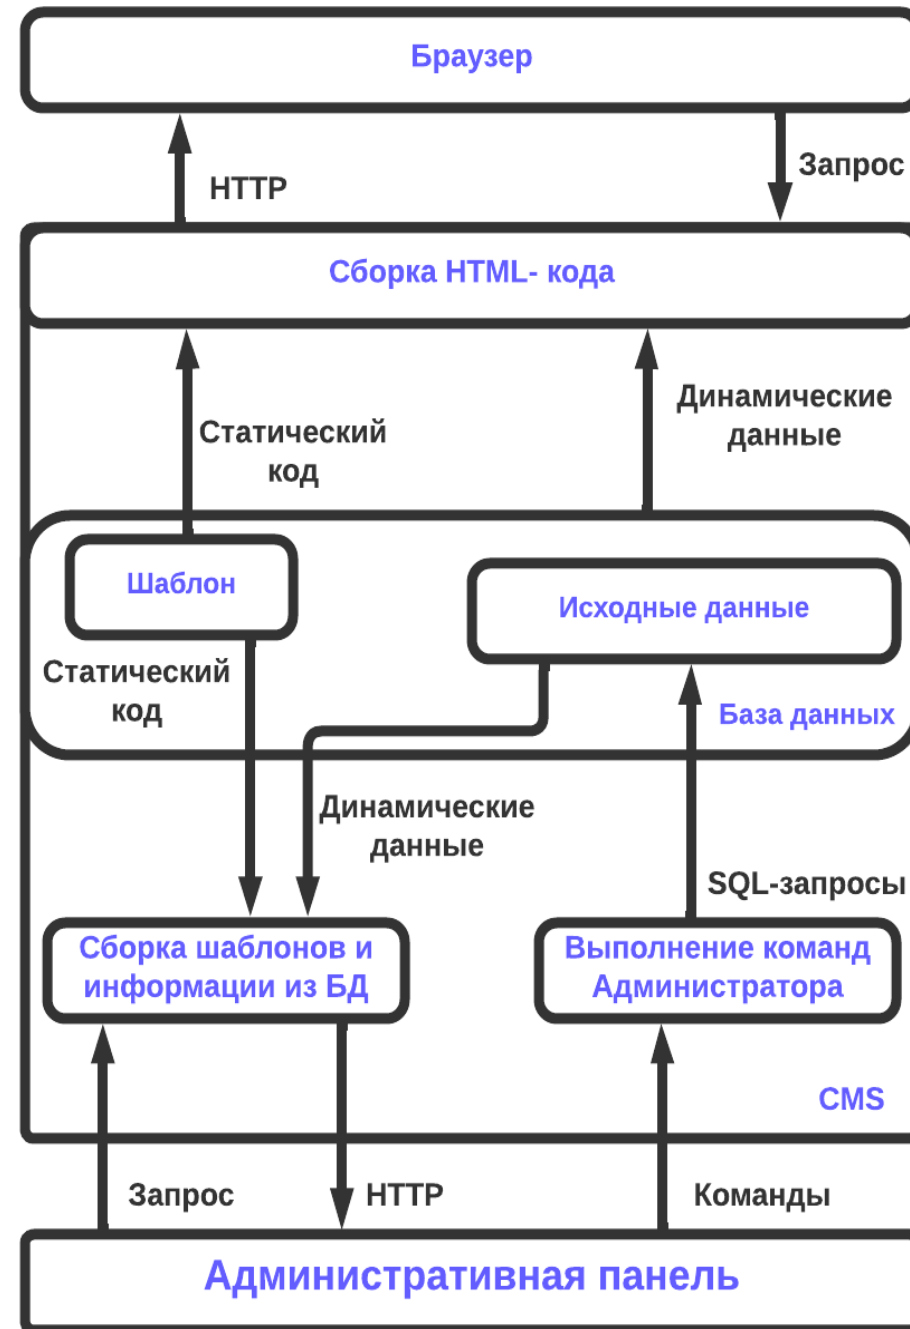 Браузер
HTTP
Запрос
Сборка HTML- кода
Статический
код
Динамические
данные
Шаблон
Исходные данные
Статический
код
База данных
Динамические
данные
SQL-запросы
Сборка шаблонов и
информации из БД
Выполнение команд
Администратора
CMS
Запрос
HTTP
Команды
Административная панель